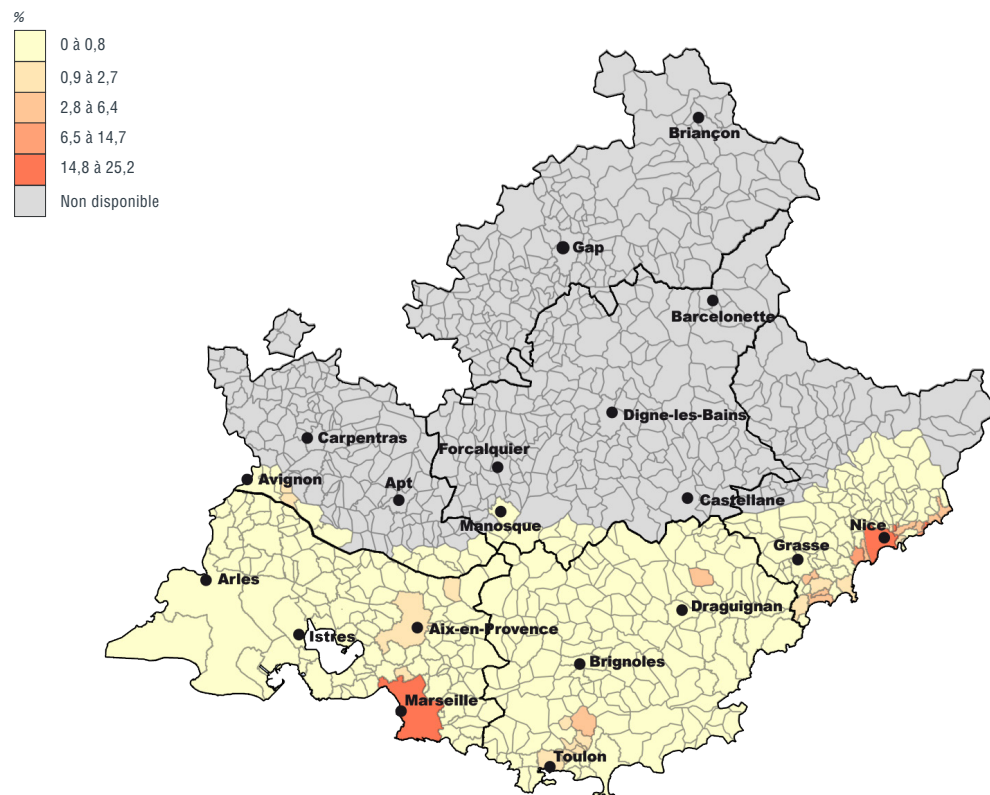 %
0 à 0,8
0,9 à 2,7
2,8 à 6,4
6,5 à 14,7
14,8 à 25,2
Non disponible
Briançon
Gap
Barcelonette
Digne-les-Bains
Carpentras
Forcalquier
Avignon
Apt
Castellane
Manosque
Nice
Grasse
Arles
Draguignan
Aix-en-Provence
Istres
Brignoles
Marseille
Toulon